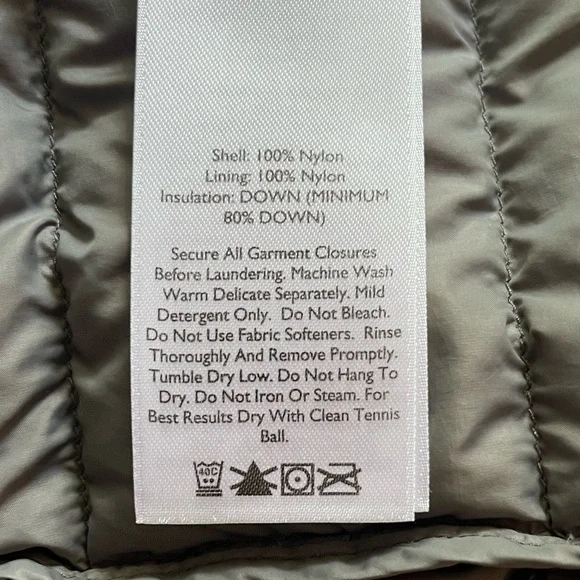 Shell: 100% Nylon
Lining: 100% Nylon
Insulation: DOWN (MINIMUM
80% DOWN)
Secure All Garment Closures
Before Laundering. Machine Wash
Warm Delicate Separately. Mild
Detergent Only. Do Not Bleach.
Do Not Use Fabric Softeners. Rinse
Thoroughly And Remove Promptly.
Tumble Dry Low. Do Not Hang To
Dry. Do Not Iron Or Steam. For
Best Results Dry With Clean Tennis
Ball.
40C